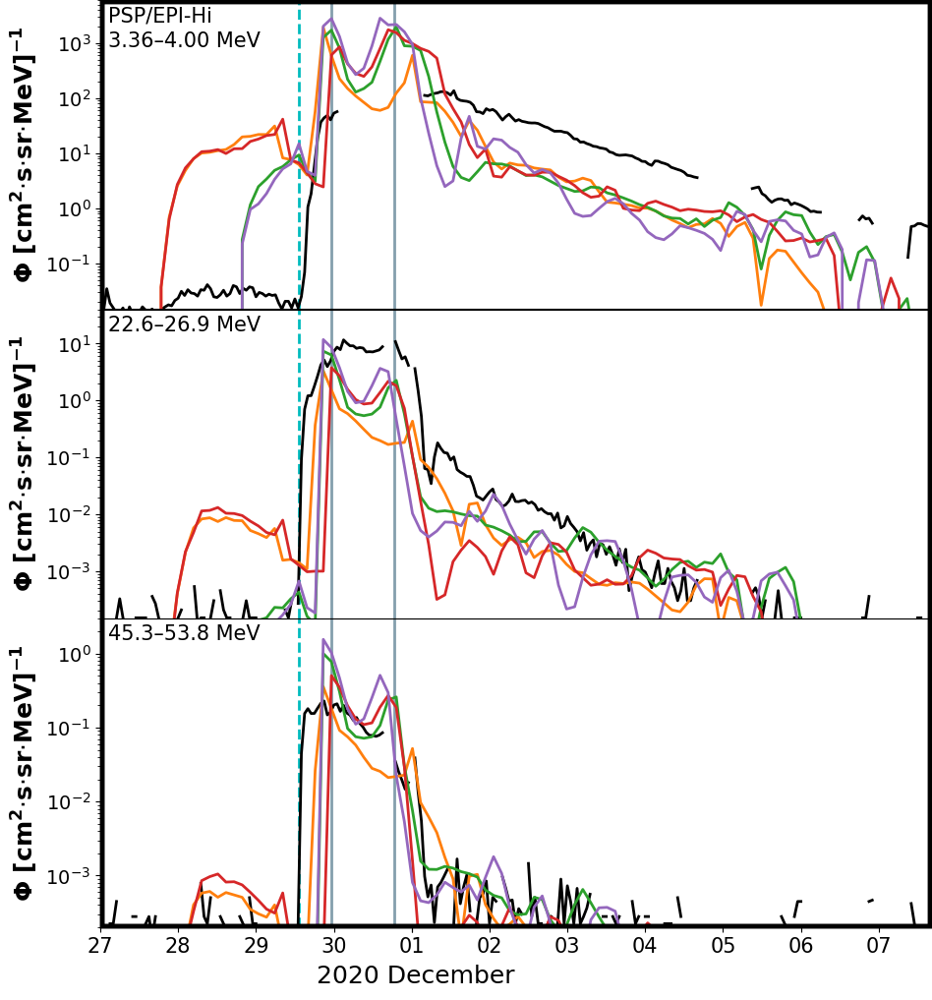 PSP/EPI-Hi
3.36–4.00 MeV
Φ [cm²·s·sr·MeV]⁻¹
10³
10²
10¹
10⁰
10⁻¹
22.6–26.9 MeV
Φ [cm²·s·sr·MeV]⁻¹
10¹
10⁰
10⁻¹
10⁻²
10⁻³
45.3–53.8 MeV
Φ [cm²·s·sr·MeV]⁻¹
10⁰
10⁻¹
10⁻²
10⁻³
27 28 29 30 01 02 03 04 05 06 07
2020 December